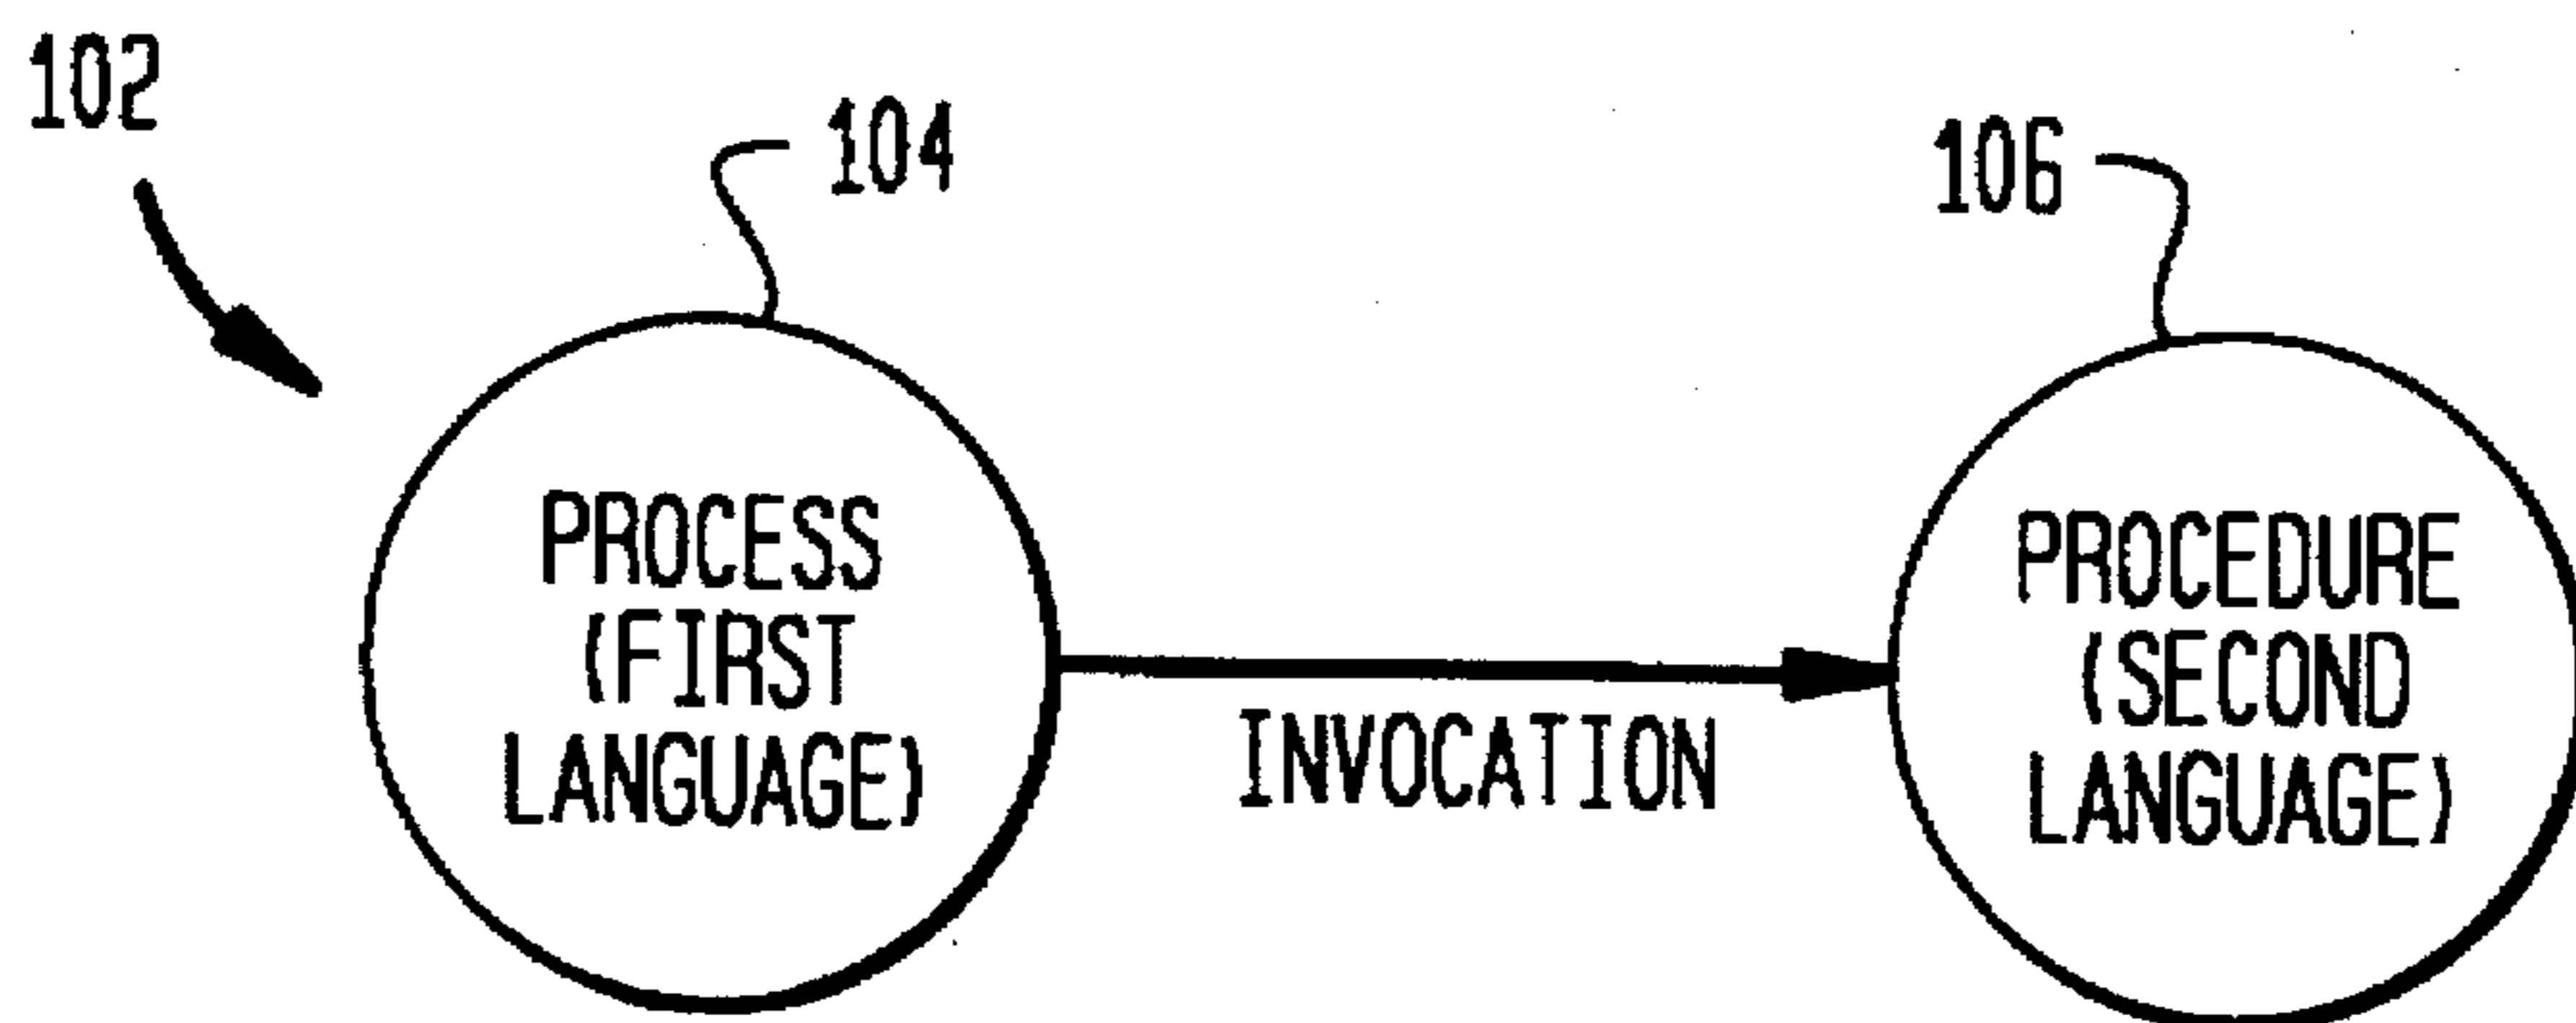 102
104
106
PROCESS
(FIRST
LANGUAGE)
INVOCATION
PROCEDURE
(SECOND
LANGUAGE)